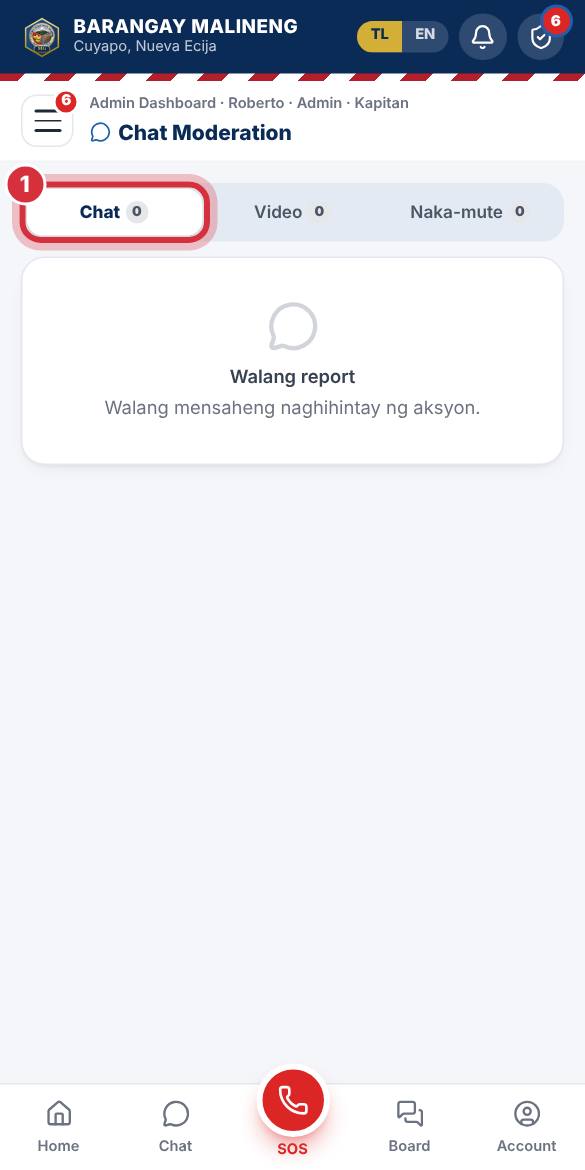 BARANGAY MALINENG
Cuyapo, Nueva Ecija
TL EN
6
6
Admin Dashboard · Roberto · Admin · Kapitan
Chat Moderation
1
Chat 0
Video 0
Naka-mute 0
Walang report
Walang mensaheng naghihintay ng aksyon.
Home
Chat
SOS
Board
Account